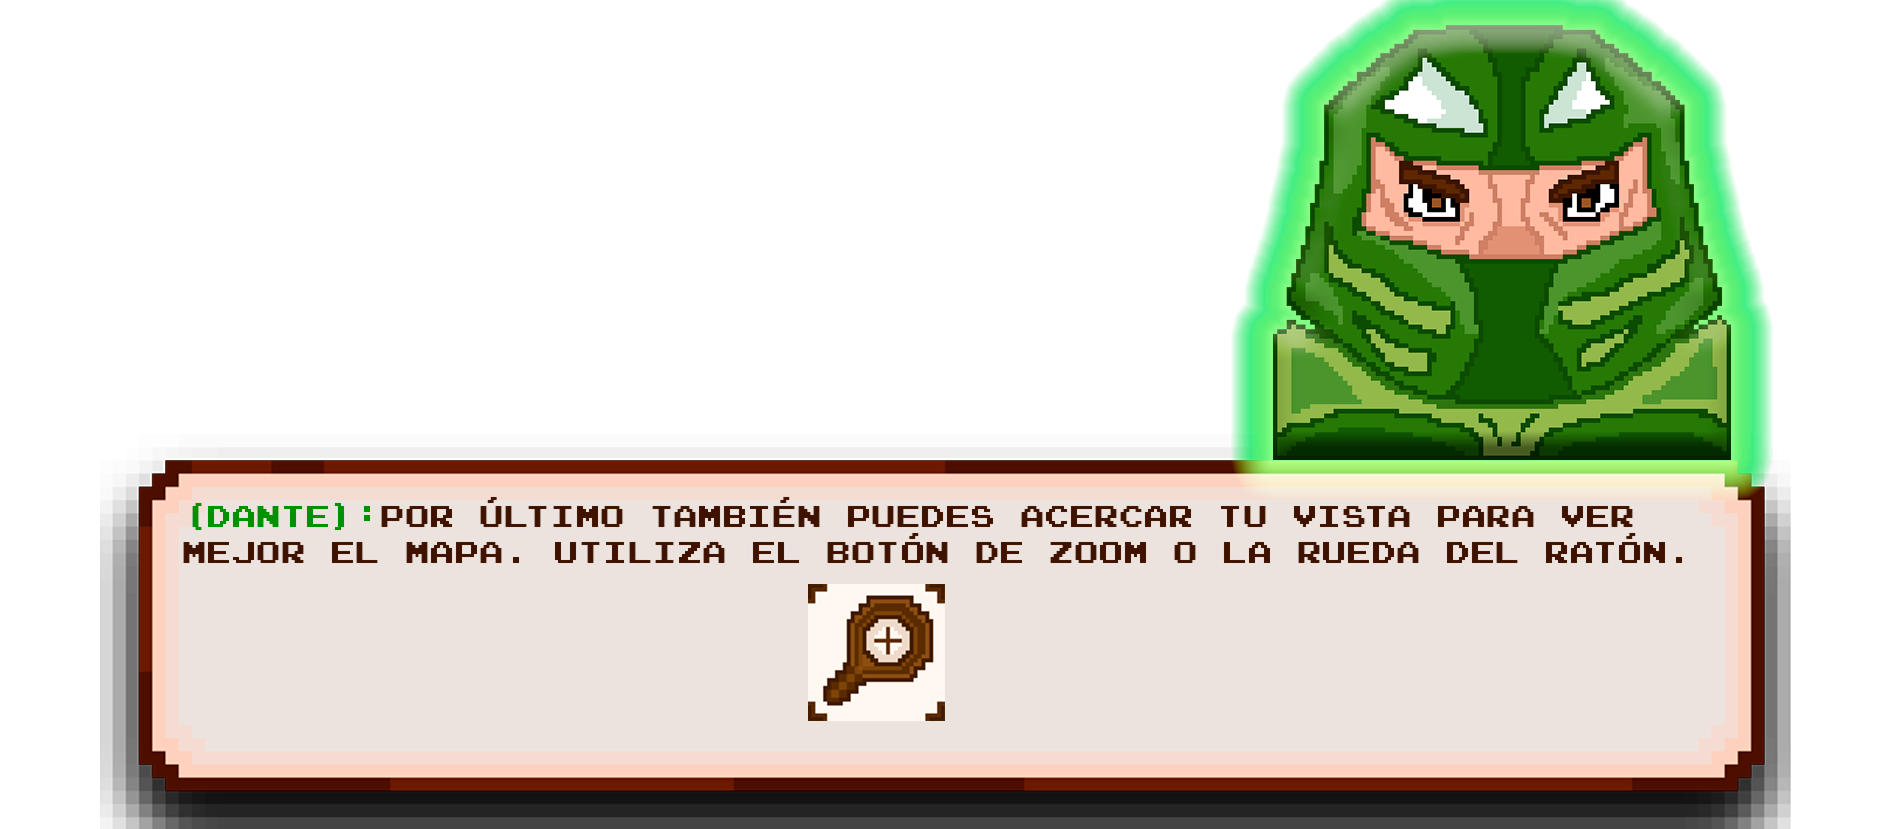 (DANTE):POR ÚLTIMO TAMBIÉN PUEDES ACERCAR TU VISTA PARA VER
MEJOR EL MAPA. UTILIZA EL BOTÓN DE ZOOM O LA RUEDA DEL RATÓN.